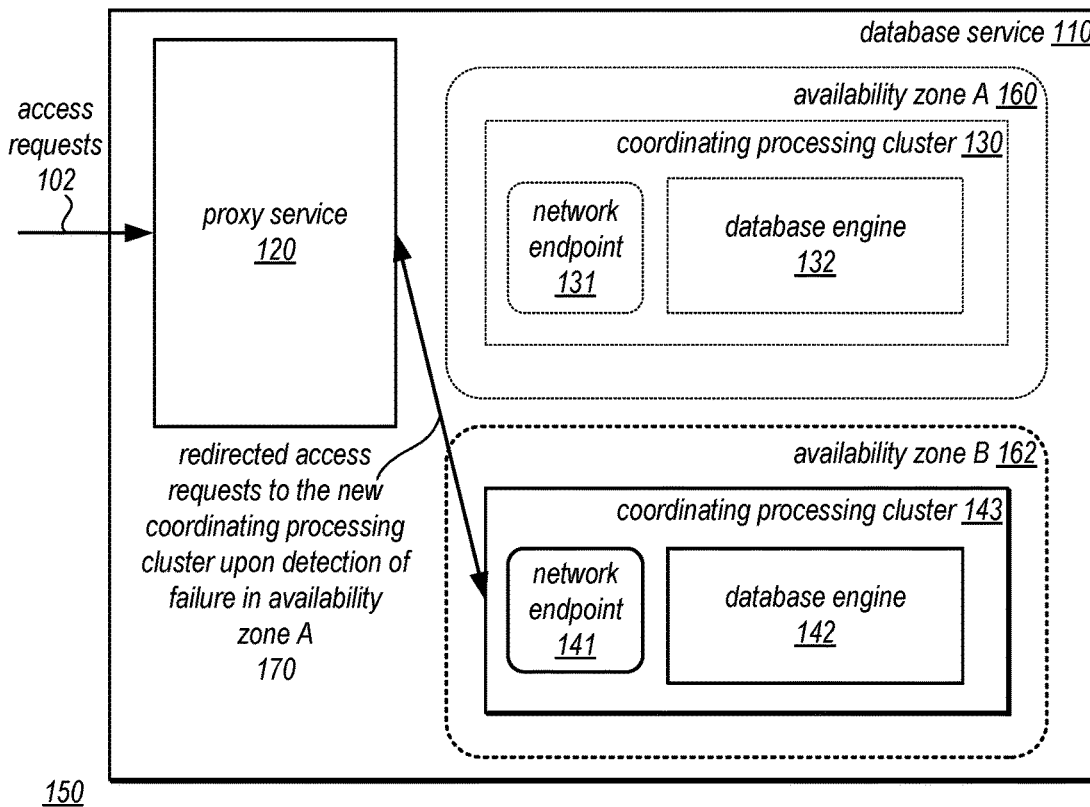 database service 110
access
requests
102
proxy service
120
availability zone A 160
coordinating processing cluster 130
network
endpoint
131
database engine
132
redirected access
requests to the new
coordinating processing
cluster upon detection of
failure in availability
zone A
170
availability zone B 162
coordinating processing cluster 143
network
endpoint
141
database engine
142
150